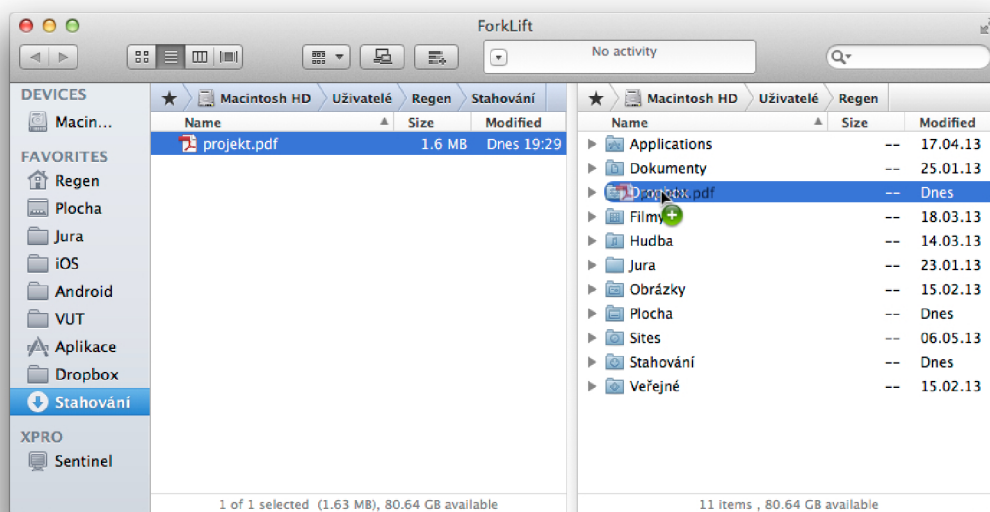 ForkLift
No activity
DEVICES
Macin...
FAVORITES
Regen
Plocha
Jura
iOS
Android
VUT
Aplikace
Dropbox
Stahování
XPRO
Sentinel
Macintosh HD Uživatelé Regen Stahování
Name Size Modified
projekt.pdf 1.6 MB Dnes 19:29
1 of 1 selected (1.63 MB), 80.64 GB available
Macintosh HD Uživatelé Regen
Name Size Modified
Applications -- 17.04.13
Dokumenty -- 25.01.13
-- Dnes
Filmy -- 18.03.13
Hudba -- 14.03.13
Jura -- 23.01.13
Obrázky -- 15.02.13
Plocha -- Dnes
Sites -- 06.05.13
Stahování -- Dnes
Veřejné -- 15.02.13
11 items , 80.64 GB available